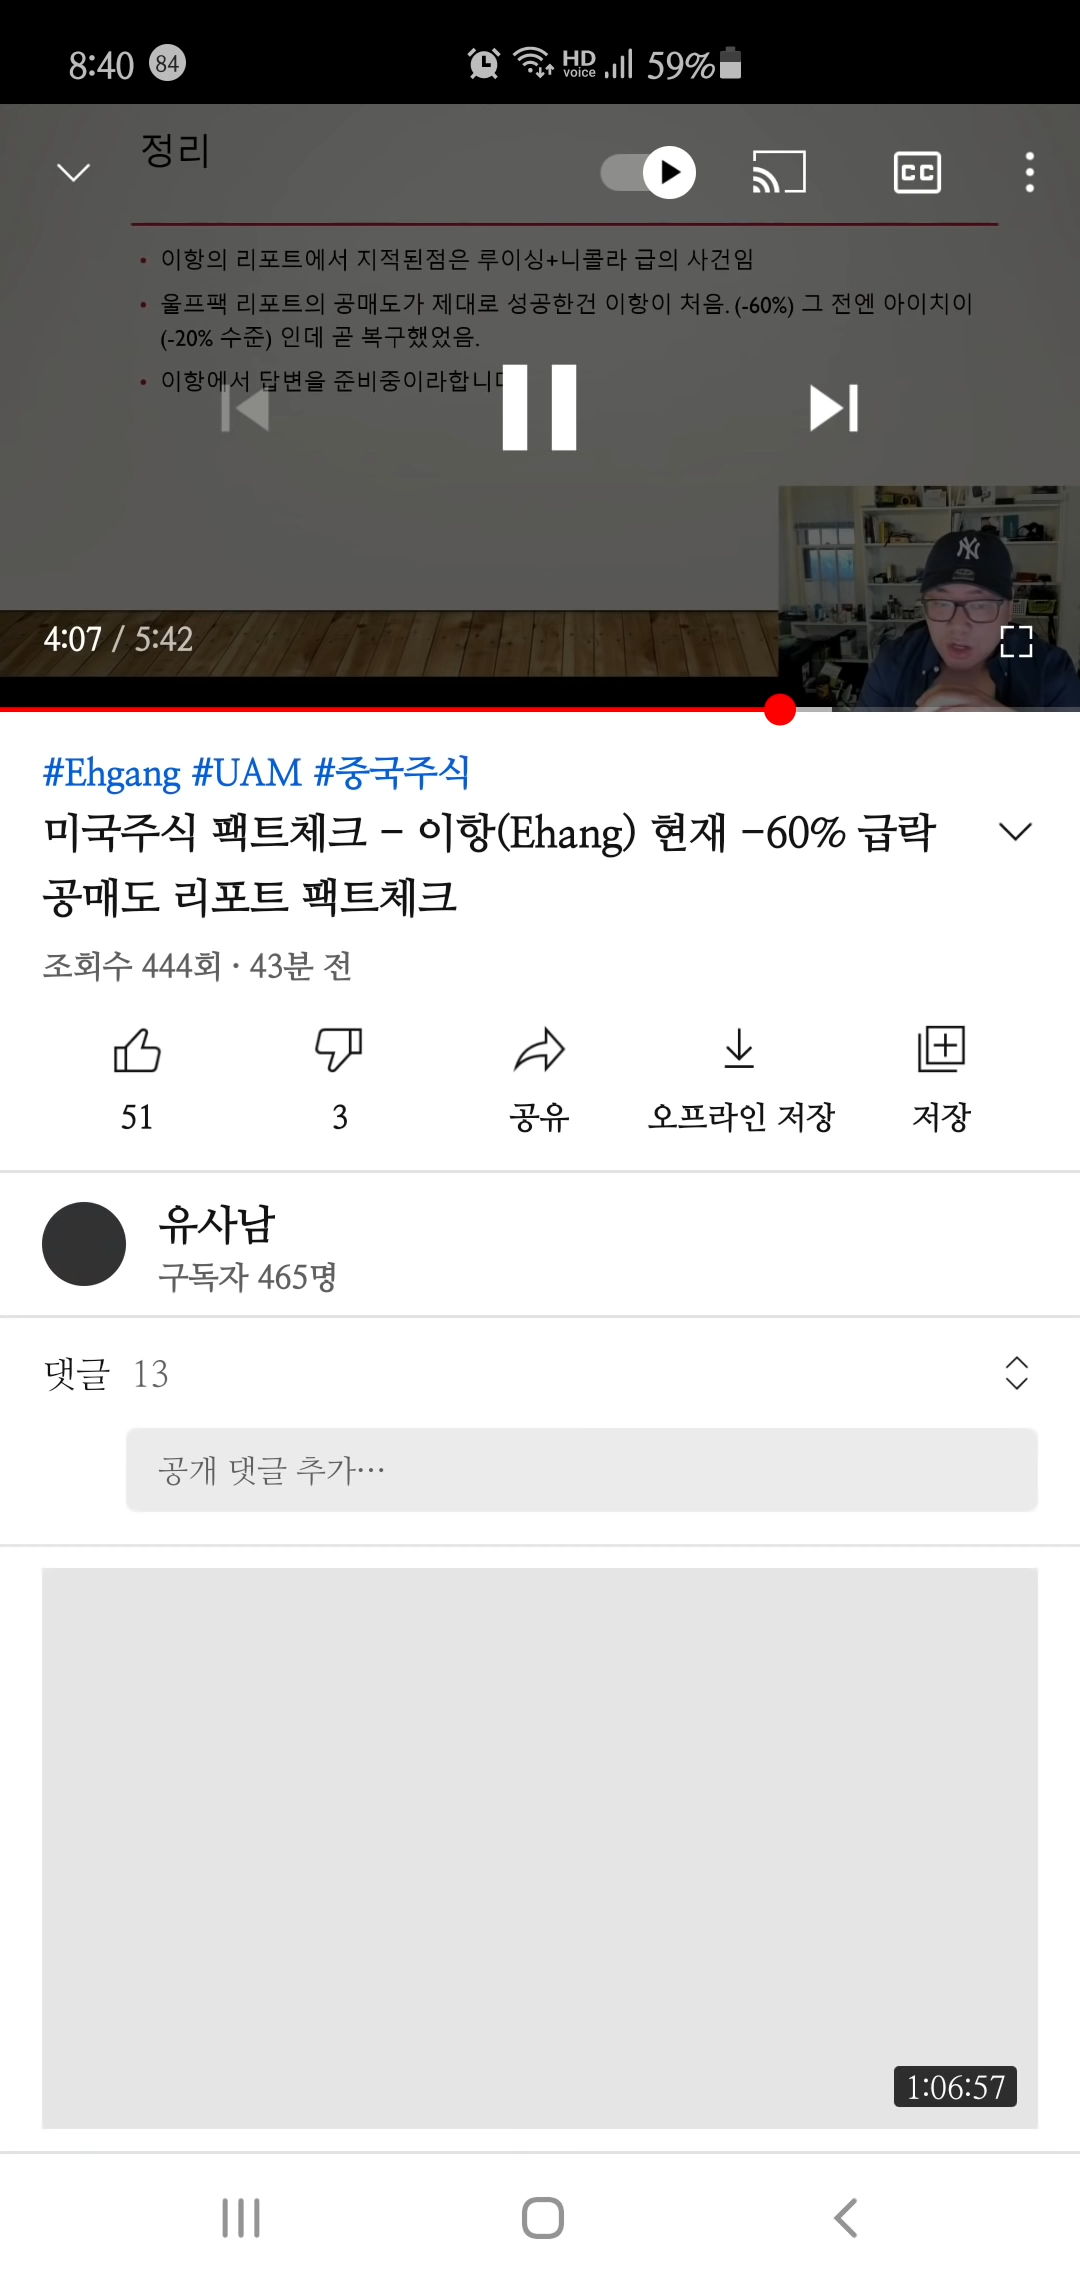 8:40 84 HD voice 59%
정리
CC
• 이항의 리포트에서 지적된점은 루이싱+니콜라 급의 사건임
• 울프팩 리포트의 공매도가 제대로 성공한건 이항이 처음. (-60%) 그 전엔 아이치이
(-20% 수준) 인데 곧 복구했었음.
• 이항에서 답변을 준비중이라합니다
NY
4:07 / 5:42
#Ehgang #UAM #중국주식
미국주식 팩트체크 - 이항(Ehang) 현재 -60% 급락
공매도 리포트 팩트체크
조회수 444회 · 43분 전
51 3 공유 오프라인 저장 저장
유사남
구독자 465명
댓글 13
공개 댓글 추가...
1:06:57